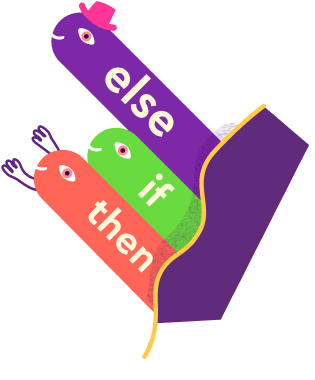 else
if
then